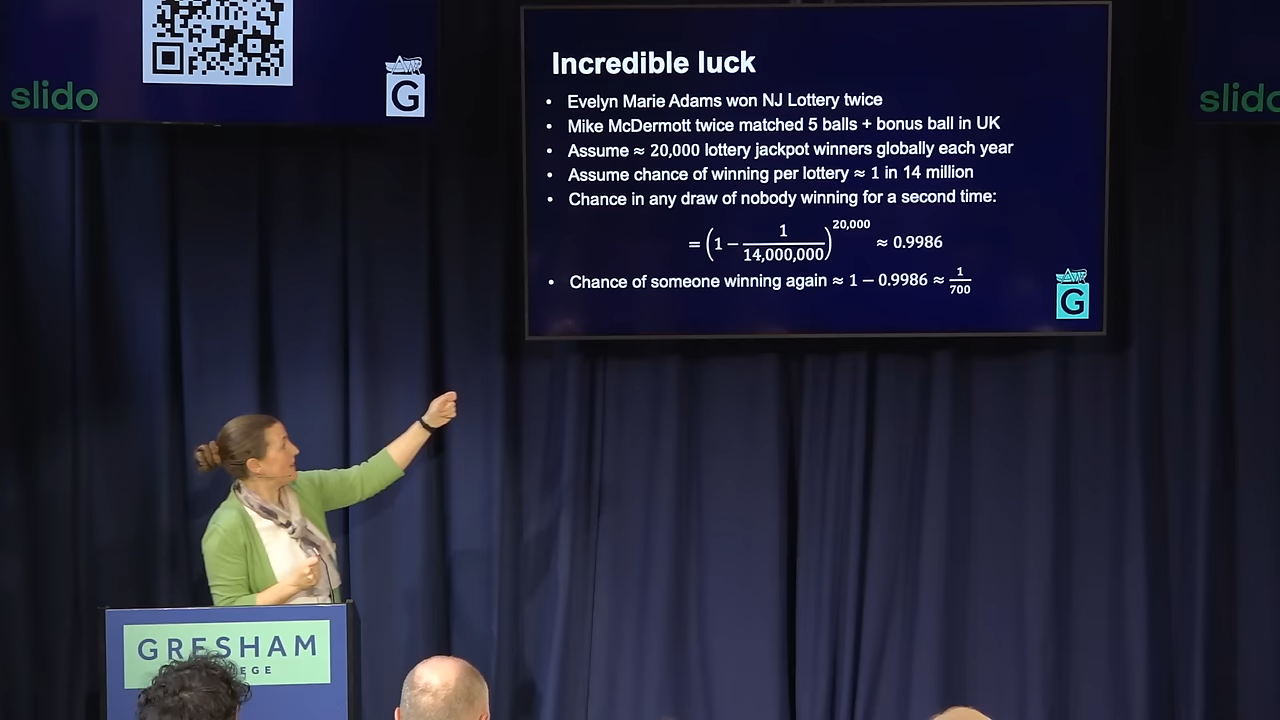 slido
G
Incredible luck
• Evelyn Marie Adams won NJ Lottery twice
• Mike McDermott twice matched 5 balls + bonus ball in UK
• Assume ≈ 20,000 lottery jackpot winners globally each year
• Assume chance of winning per lottery ≈ 1 in 14 million
• Chance in any draw of nobody winning for a second time:
= (1 − 1/14,000,000)^20,000 ≈ 0.9986
• Chance of someone winning again ≈ 1 − 0.9986 ≈ 1/700
G
slid
GRESHAM
EGE